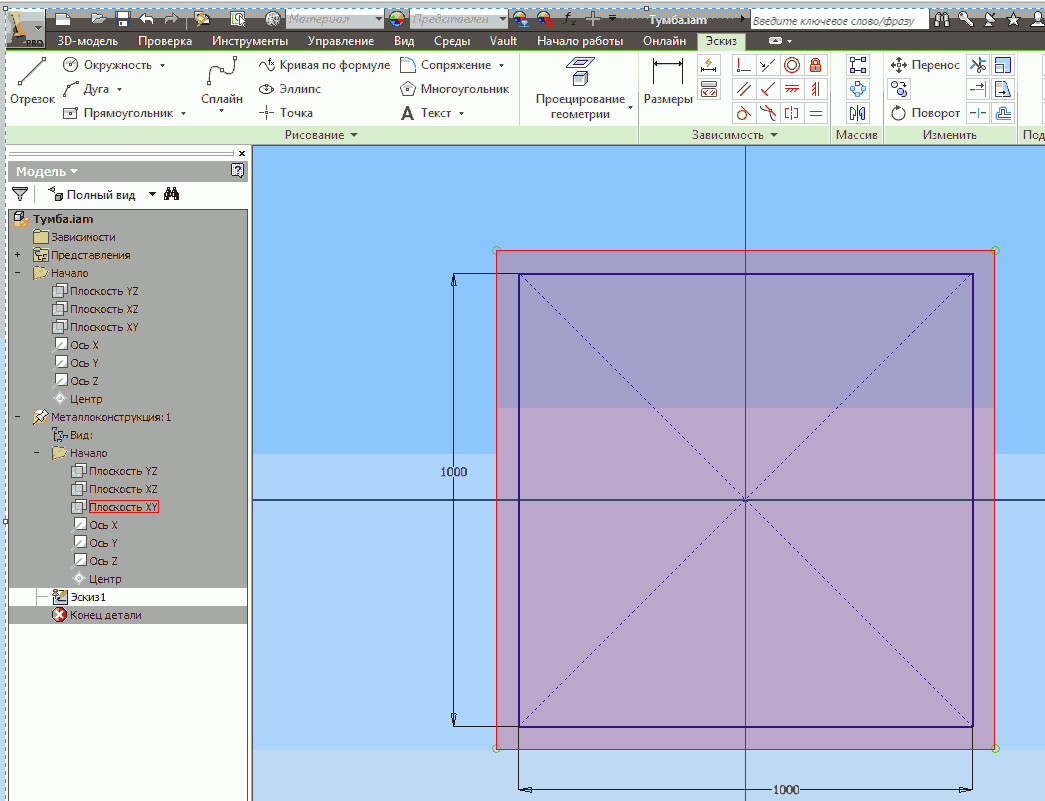 PRO Материал Представлен fx Тумба.iam Введите ключевое слово/фразу
3D-модель Проверка Инструменты Управление Вид Среды Vault Начало работы Онлайн Эскиз
Отрезок
Окружность
Дуга
Прямоугольник
Сплайн
Кривая по формуле
Эллипс
Точка
Сопряжение
Многоугольник
A Текст
Проецирование
геометрии
Размеры
Перенос
Поворот
Рисование Зависимость Массив Изменить Под
Модель
Полный вид
Тумба.iam
Зависимости
Представления
Начало
Плоскость YZ
Плоскость XZ
Плоскость XY
Ось X
Ось Y
Ось Z
Центр
Металлоконструкция:1
Вид:
Начало
Плоскость YZ
Плоскость XZ
Плоскость XY
Ось X
Ось Y
Ось Z
Центр
Эскиз1
Конец детали
1000
1000